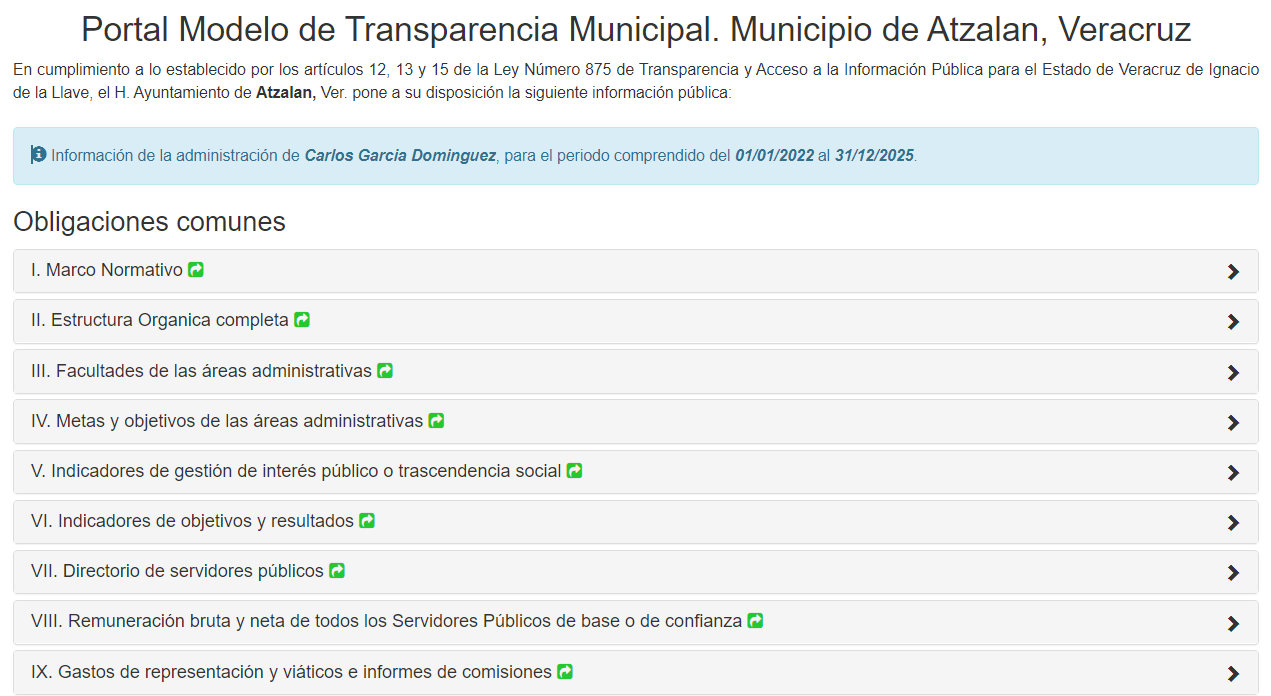 Portal Modelo de Transparencia Municipal. Municipio de Atzalan, Veracruz
En cumplimiento a lo establecido por los artículos 12, 13 y 15 de la Ley Número 875 de Transparencia y Acceso a la Información Pública para el Estado de Veracruz de Ignacio
de la Llave, el H. Ayuntamiento de Atzalan, Ver. pone a su disposición la siguiente información pública:
Información de la administración de Carlos Garcia Dominguez, para el periodo comprendido del 01/01/2022 al 31/12/2025.
Obligaciones comunes
I. Marco Normativo
II. Estructura Organica completa
III. Facultades de las áreas administrativas
IV. Metas y objetivos de las áreas administrativas
V. Indicadores de gestión de interés público o trascendencia social
VI. Indicadores de objetivos y resultados
VII. Directorio de servidores públicos
VIII. Remuneración bruta y neta de todos los Servidores Públicos de base o de confianza
IX. Gastos de representación y viáticos e informes de comisiones